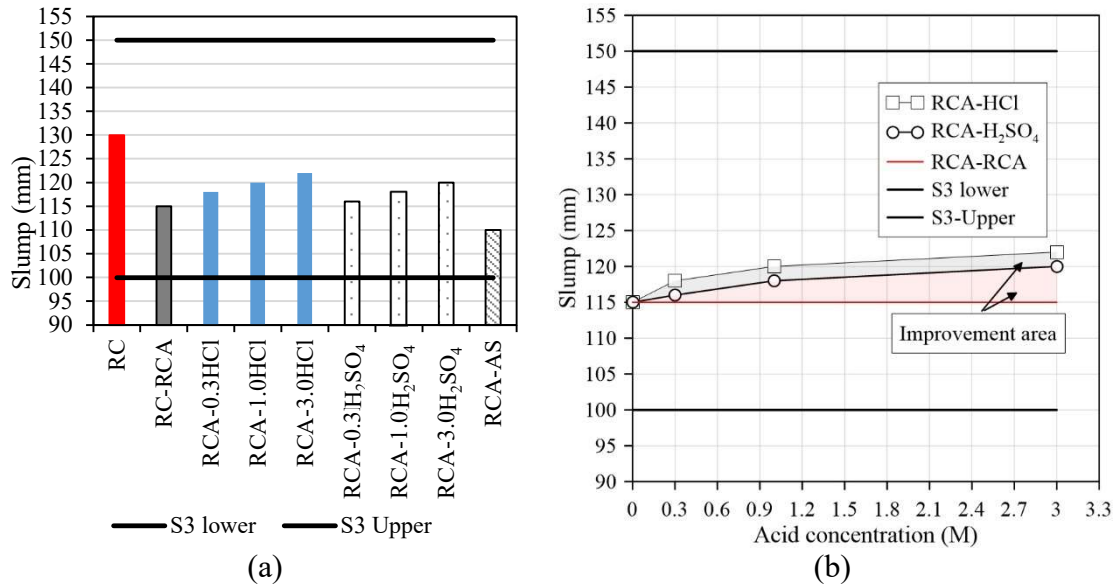 155
150
145
140
135
130
125
120
115
110
105
100
95
90
Slump (mm)
RC
RC-RCA
RCA-0.3HCl
RCA-1.0HCl
RCA-3.0HCl
RCA-0.3H₂SO₄
RCA-1.0H₂SO₄
RCA-3.0H₂SO₄
RCA-AS
S3 lower
S3 Upper
(a)
155
150
145
140
135
130
125
120
115
110
105
100
95
90
Slump (mm)
RCA-HCl
RCA-H₂SO₄
RCA-RCA
S3 lower
S3-Upper
Improvement area
0 0.3 0.6 0.9 1.2 1.5 1.8 2.1 2.4 2.7 3 3.3
Acid concentration (M)
(b)